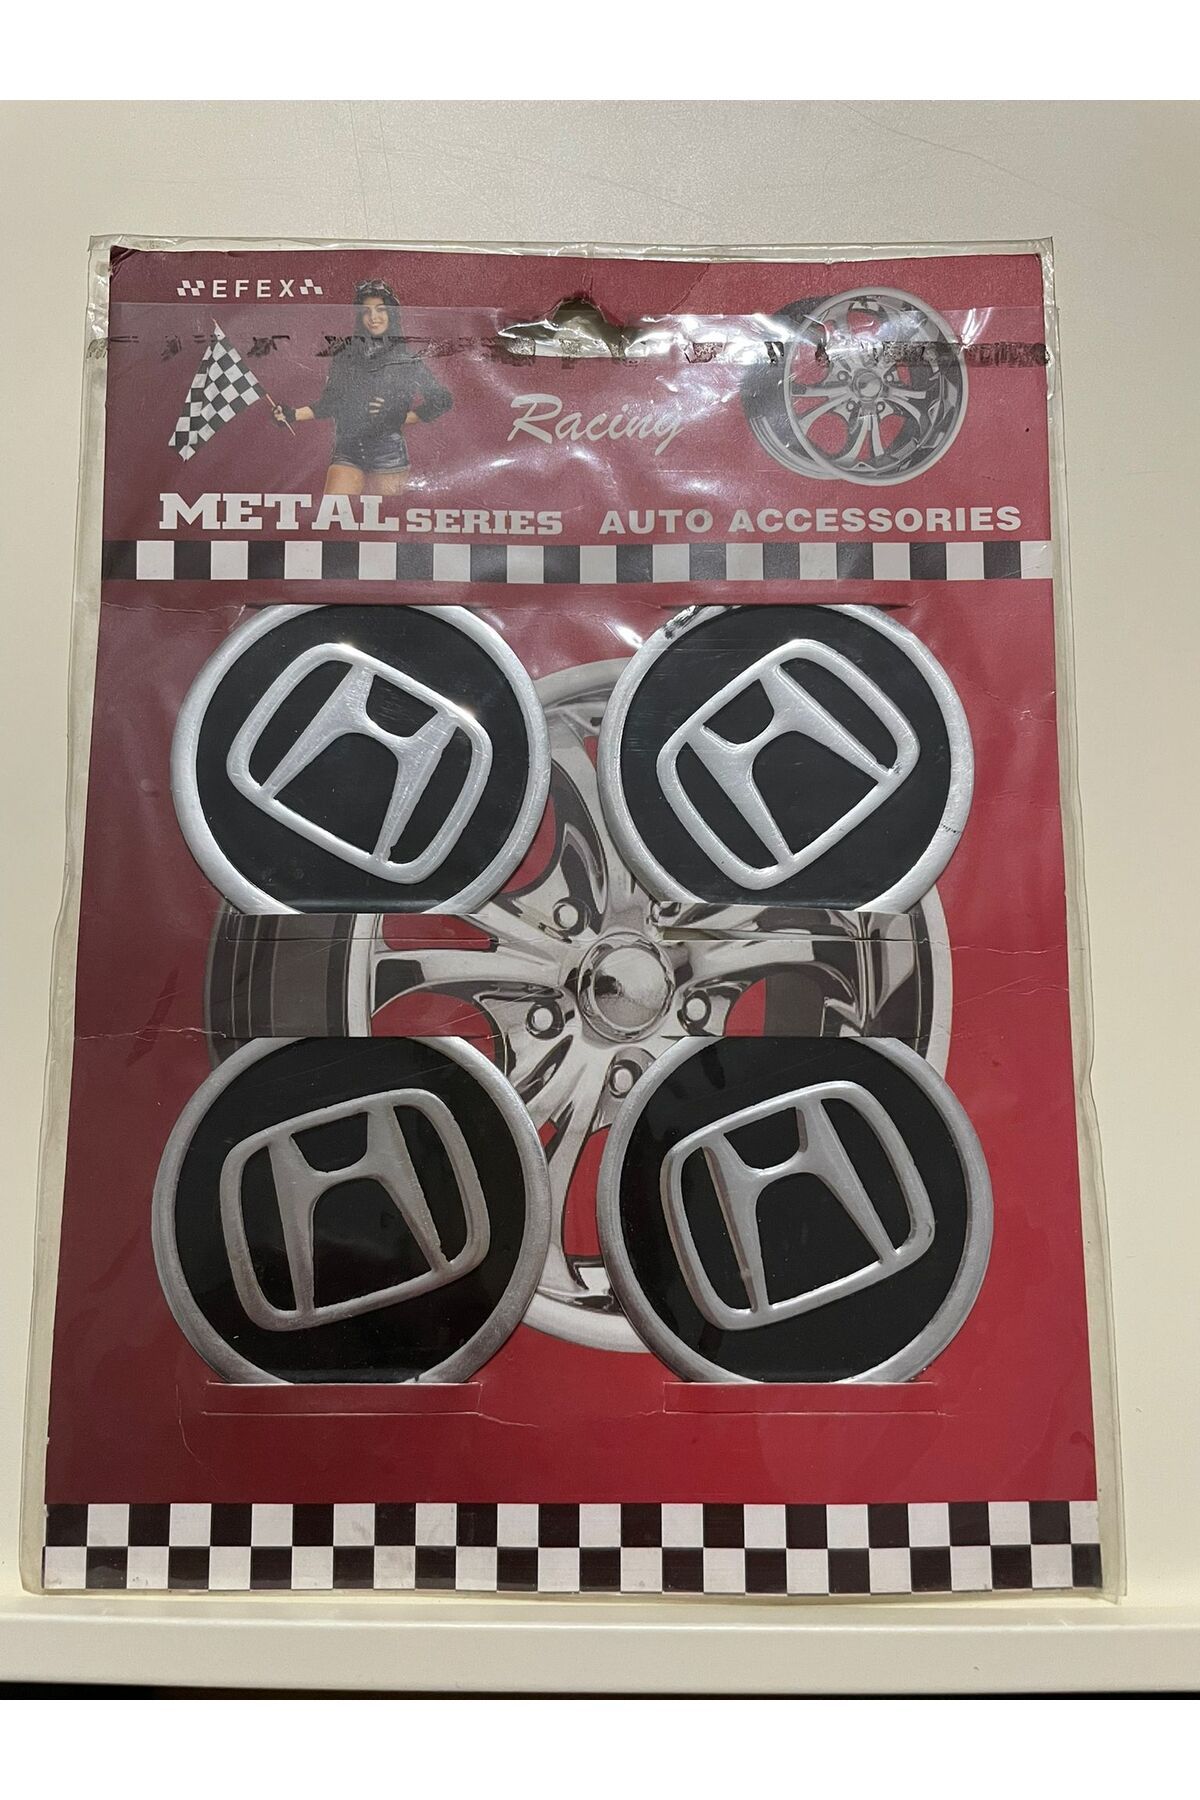 EFEX
Racing
METAL SERIES AUTO ACCESSORIES